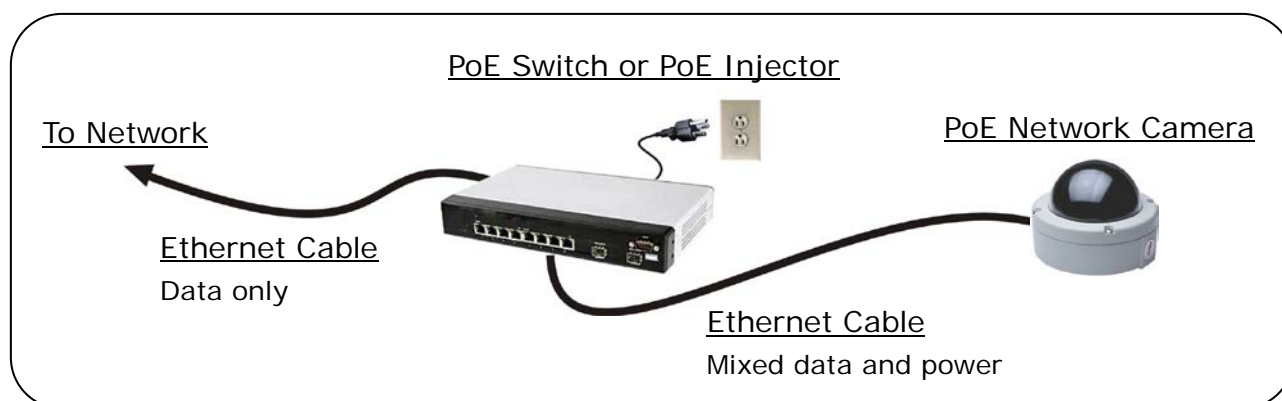 PoE Switch or PoE Injector
To Network
PoE Network Camera
Ethernet Cable
Data only
Ethernet Cable
Mixed data and power